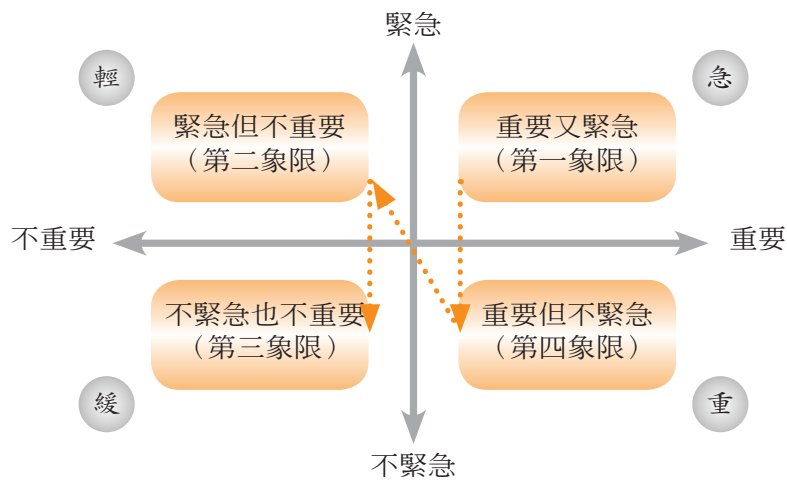 緊急
輕
急
緊急但不重要
（第二象限）
重要又緊急
（第一象限）
不重要
重要
不緊急也不重要
（第三象限）
重要但不緊急
（第四象限）
緩
重
不緊急